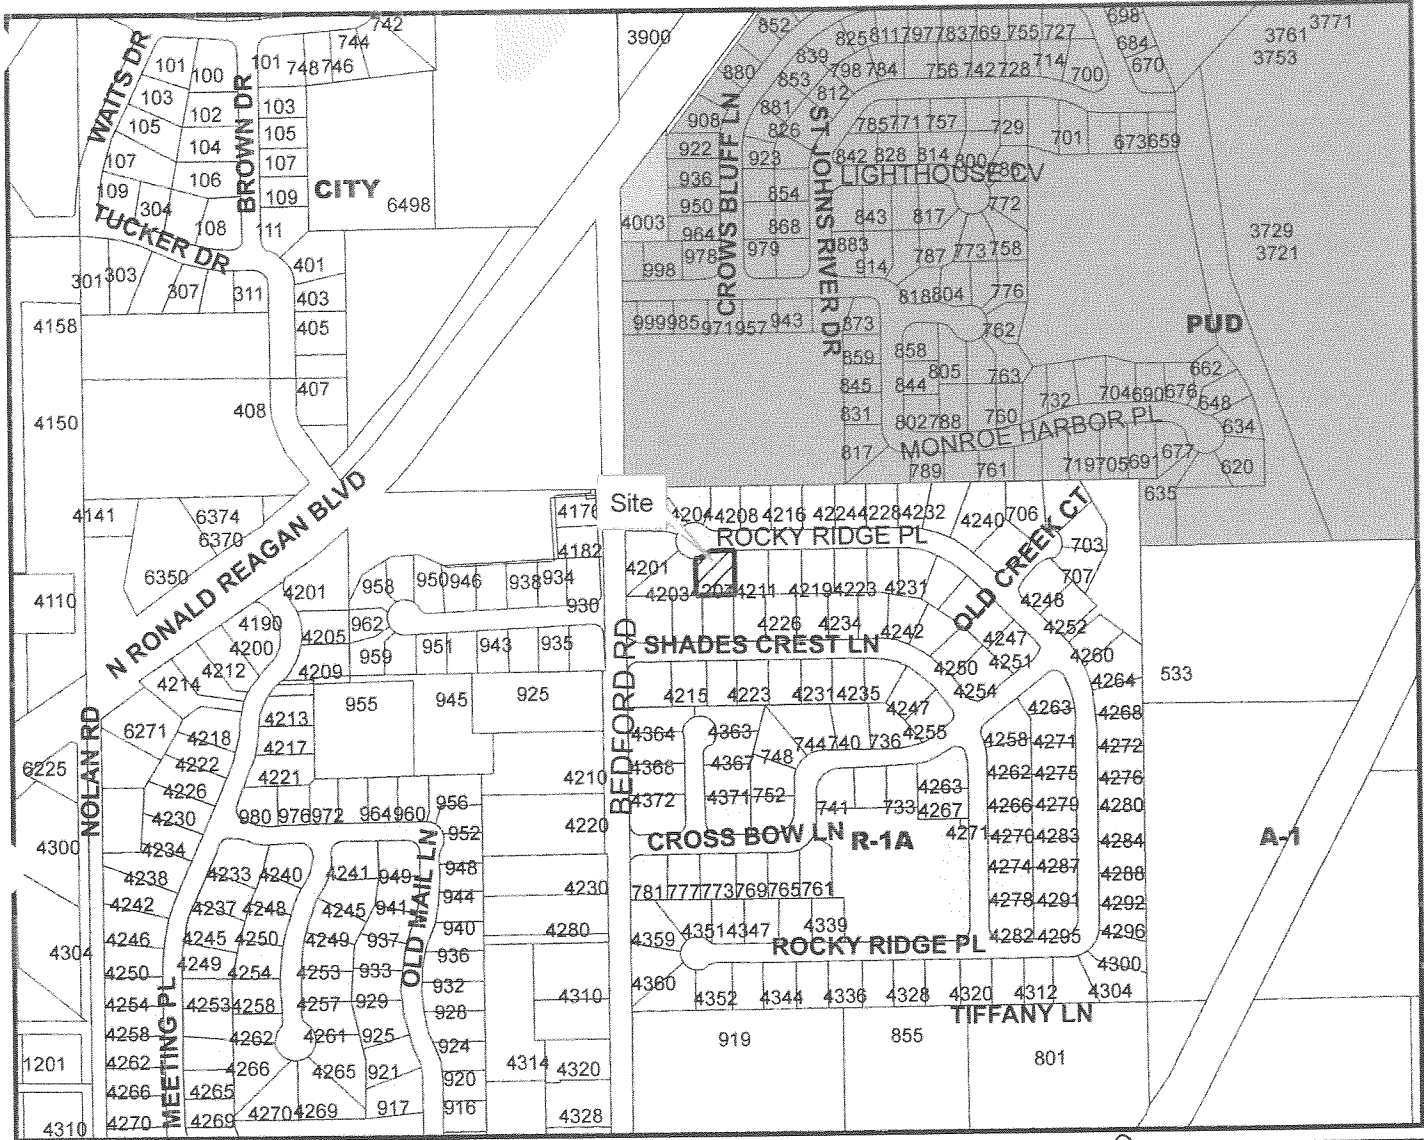 742
852
698
3771
101 744
825 811 797 783 769 755 727
3761
3900
101 100 748 746
839
684
3753
WAITS DR
880 853 798 784 756 742 728 714 700 670
103 102 BROWN DR 103
881 812
105 104 105
908 826 785 771 757 729 701 673 659
107 106 107
922 923 842 828 814 800 786
109 304 109 CITY 6498
936 854 LIGHTHOUSE CV
TUCKER DR 108 111
4003 950 964 868 843 817 772
CROWS BLUFF LN
ST JOHNS RIVER DR
3729
3721
301 303 401
998 978 979 883 914 787 773 758
307 311 403
818 804 776
4158 405
999 985 971 957 943 873 762
PUD
859 858 805 763 662
407
845 844 732 704 690 676 648
4150 408
831 802 788 760 634
MONROE HARBOR PL
817 789 761 719 705 691 677 620
635
N RONALD REAGAN BLVD
Site
4141 6374
6370
4176 4204 4208 4216 4224 4228 4232 4240 706
ROCKY RIDGE PL
OLD CREEK CT
4182 703
6350 4201 958 950 946 938 934 4201 707
4110 930 4203 4207 4211 4219 4223 4231 4248
4190 4205 962 4226 4234 4242 4247 4252
4200 959 951 943 935
SHADES CREST LN
4212 4209 4250 4251 4260
4214 955 945 925 4215 4223 4231 4235 4254 4264 533
BEDFORD RD
NOLAN RD
4213 4247 4263 4268
6271 4218 4217 4364 4363 744 740 736 4255 4258 4271 4272
6225 4222 4221 4210 4368 4367 748 4262 4275 4276
4226 4372 4371 752 4263
4230 980 976 972 964 960 956 741 733 4267 4266 4279 4280
4220
4300 4234 952 CROSS BOW LN R-1A 4271 4270 4283 4284 A-1
4238 4233 4240 4241 949 948 4230 781 777 773 769 765 761 4274 4287 4288
4242 4237 4248 4245 941 944 4278 4291 4292
OLD MAIL LN
4246 4245 4250 4249 937 940 4280 4359 4351 4347 4339 4282 4295 4296
4304 ROCKY RIDGE PL
4250 4249 4254 4253 933 936 4360 4300
4254 4253 4258 4257 929 932 4310 4352 4344 4336 4328 4320 4312 4304
MEETING PL
928 TIFFANY LN
4258 4262 4261 925 924 919 855
1201 4262 4266 4265 921 920 4314 4320 801
4266 4265
4310 4270 4269 4270 4269 917 916 4328